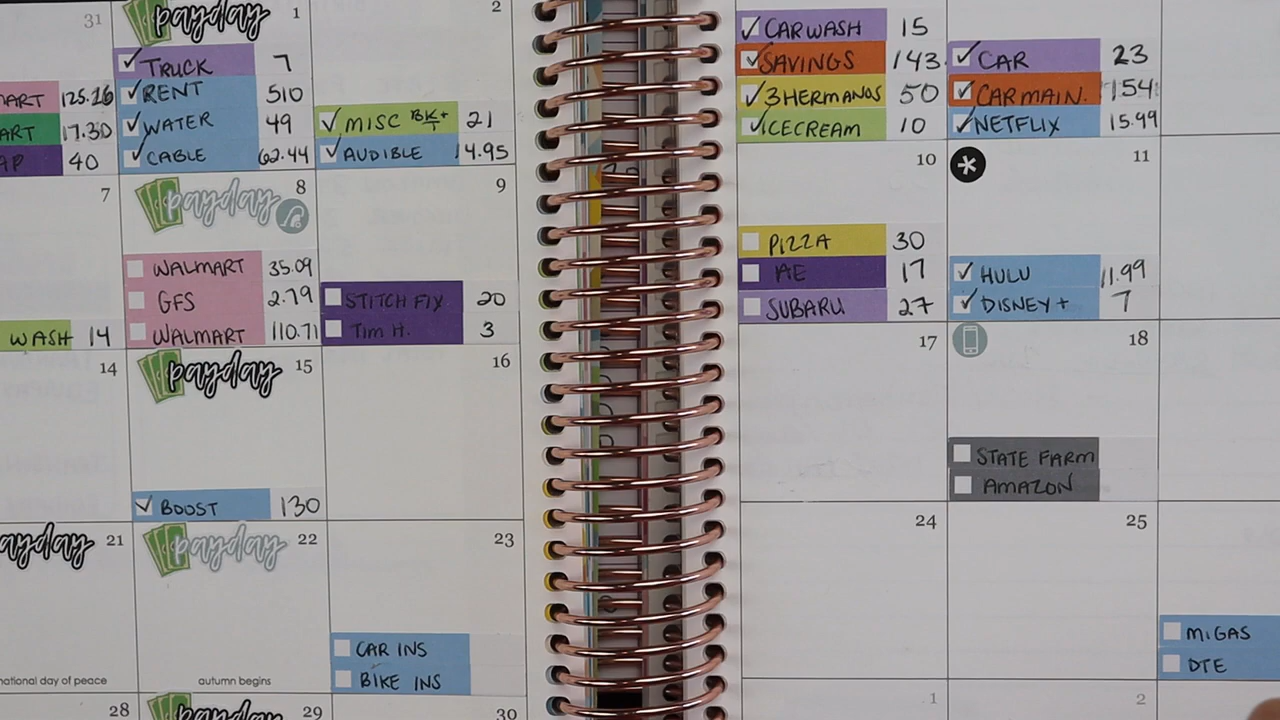 31
payday 1
2
TRUCK 7
ART 125.26
RENT 510
ART 17.30
WATER 49
MISC BK+T 21
AP 40
CABLE 62.44
AUDIBLE 14.95
CARWASH 15
SAVINGS 143
CAR 23
3HERMANOS 50
CAR MAIN. 154
ICECREAM 10
NETFLIX 15.99
7
payday 8
9
WALMART 35.09
GFS 2.79
STITCH FIX 20
WASH 14
WALMART 110.71
TIM H. 3
10
* 11
PIZZA 30
AE 17
HULU 11.99
SUBARU 27
DISNEY+ 7
14
payday 15
16
BOOST 130
17
18
STATE FARM
AMAZON
ayday 21
payday 22
23
CAR INS
BIKE INS
national day of peace
autumn begins
24
25
MIGAS
DTE
28
payday 29
30
1
2